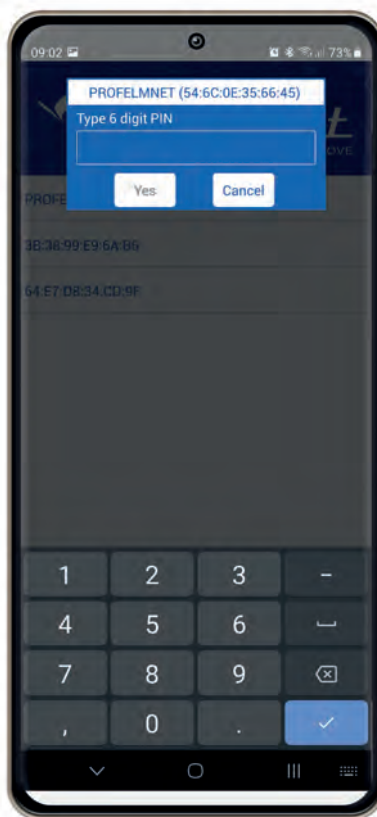 09:02 73%
PROFELMNET (54:6C:0E:35:66:45)
Type 6 digit PIN
Yes Cancel
OVE
PROFE
3B:38:99:E9:6A:B6
64:E7:D8:34:CD:9F
1 2 3 -
4 5 6
7 8 9
, 0 .